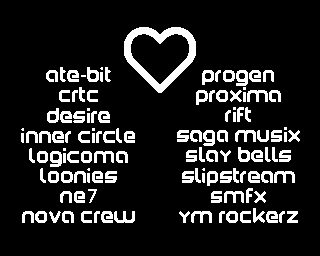 ate-bit
crtc
desire
inner circle
logicoma
loonies
ne7
nova crew
progen
proxima
rift
saga musix
slay bells
slipstream
smfx
ym rockerz